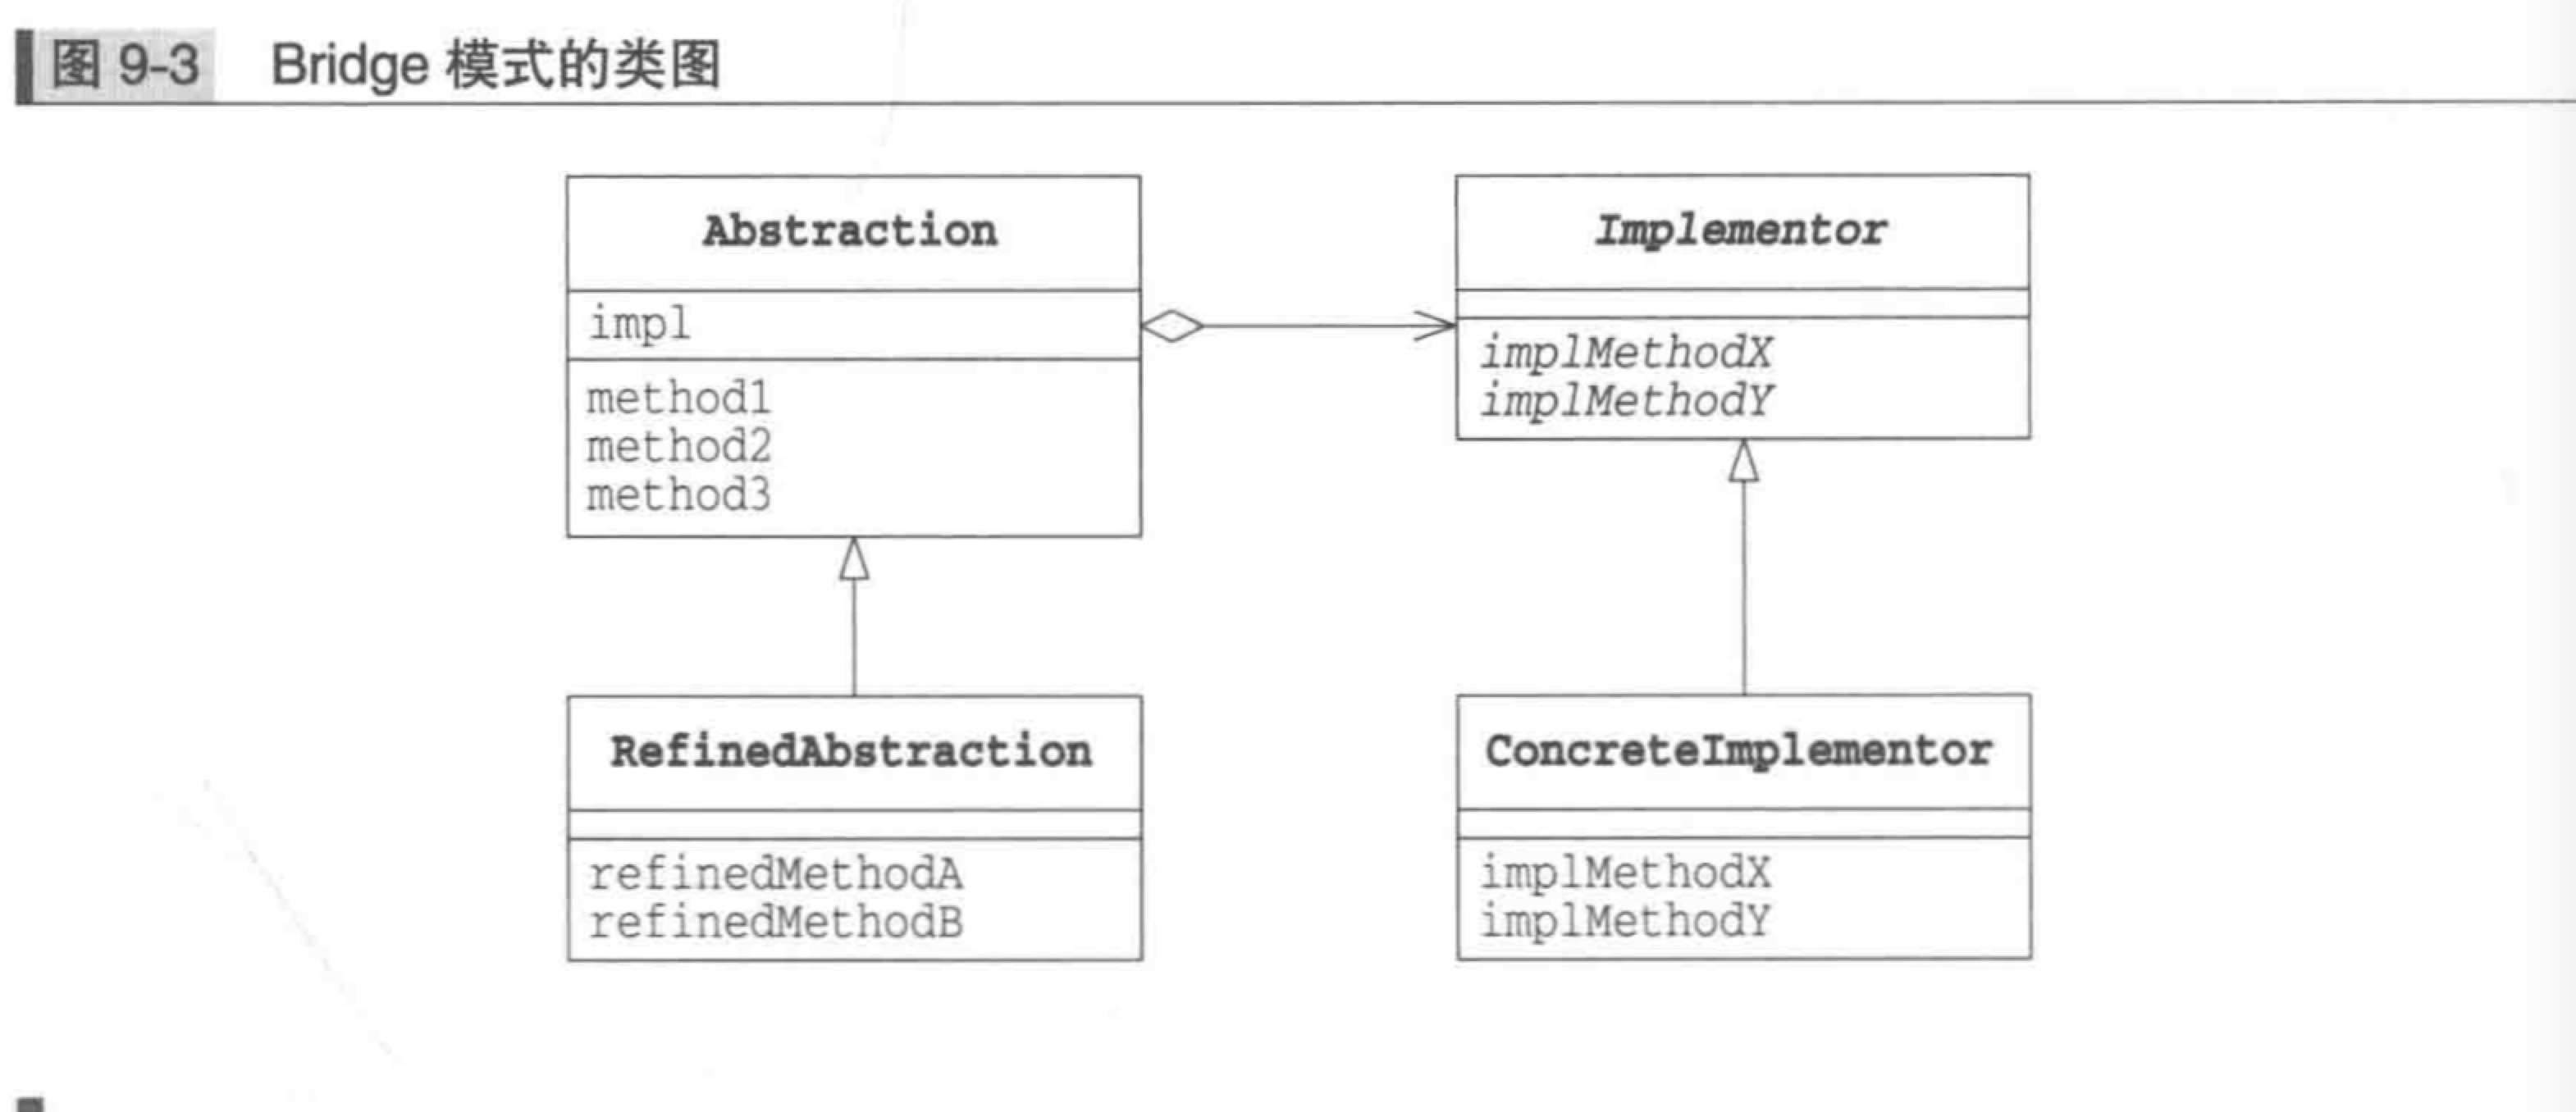 图 9-3 Bridge 模式的类图
Abstraction
impl
method1
method2
method3
Implementor
implMethodX
implMethodY
RefinedAbstraction
refinedMethodA
refinedMethodB
ConcreteImplementor
implMethodX
implMethodY